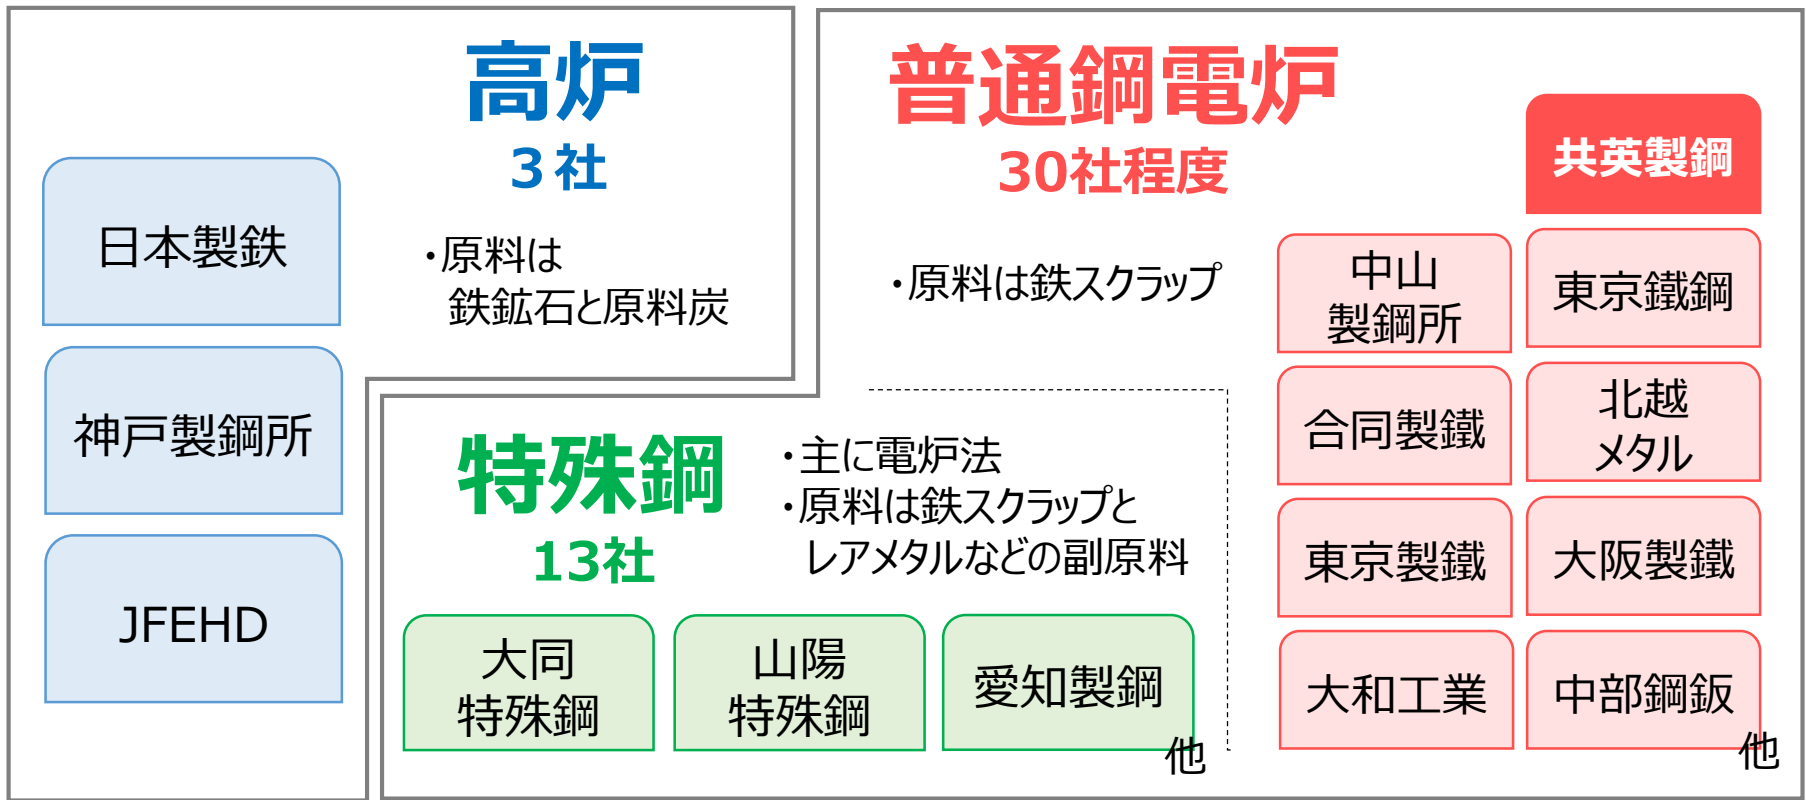 高炉
3社
・原料は
鉄鉱石と原料炭
日本製鉄
神戸製鋼所
JFEHD
普通鋼電炉
30社程度
・原料は鉄スクラップ
共英製鋼
中山
製鋼所
東京鐵鋼
合同製鐵
北越
メタル
東京製鐵
大阪製鐵
大和工業
中部鋼鈑
他
特殊鋼
13社
・主に電炉法
・原料は鉄スクラップと
レアメタルなどの副原料
大同
特殊鋼
山陽
特殊鋼
愛知製鋼
他